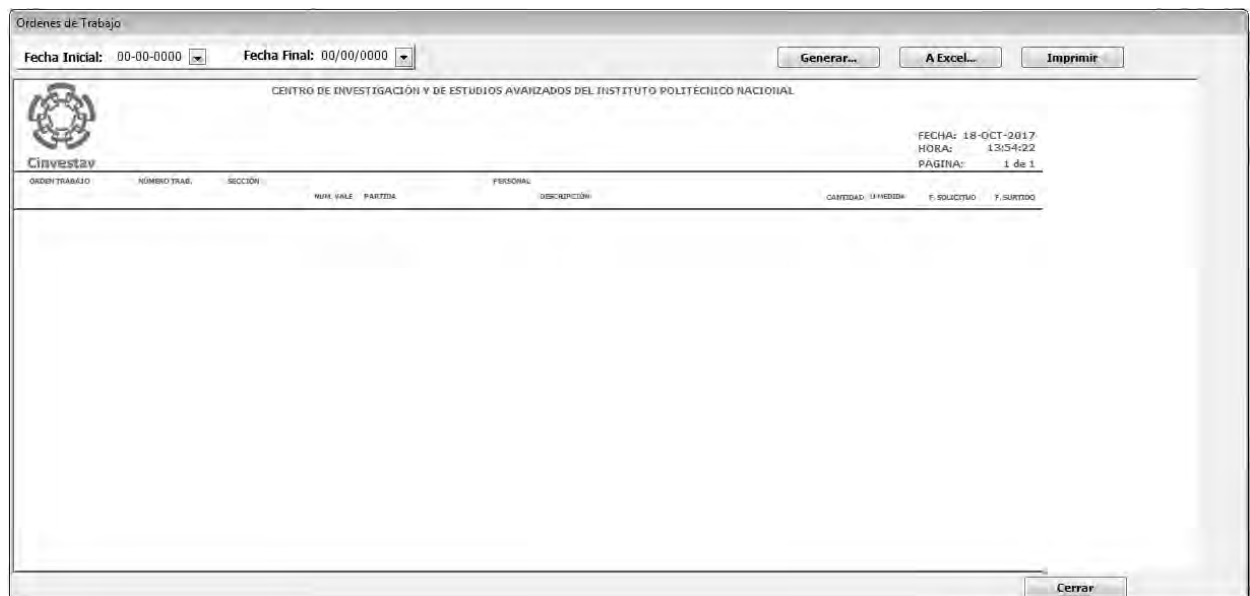 Ordenes de Trabajo
Fecha Inicial: 00-00-0000 Fecha Final: 00/00/0000 Generar... A Excel... Imprimir
CENTRO DE INVESTIGACIÓN Y DE ESTUDIOS AVANZADOS DEL INSTITUTO POLITÉCNICO NACIONAL
FECHA: 18-OCT-2017
HORA: 13:54:22
Cinvestav PAGINA: 1 de 1
ORDEN TRABAJO NÚMERO TRAB. SECCIÓN PERSONAL
NUM. VALE PARTIDA DESCRIPCIÓN CANTIDAD U-MEDIDA F. SOLICITUD F. SURTIDO
Cerrar